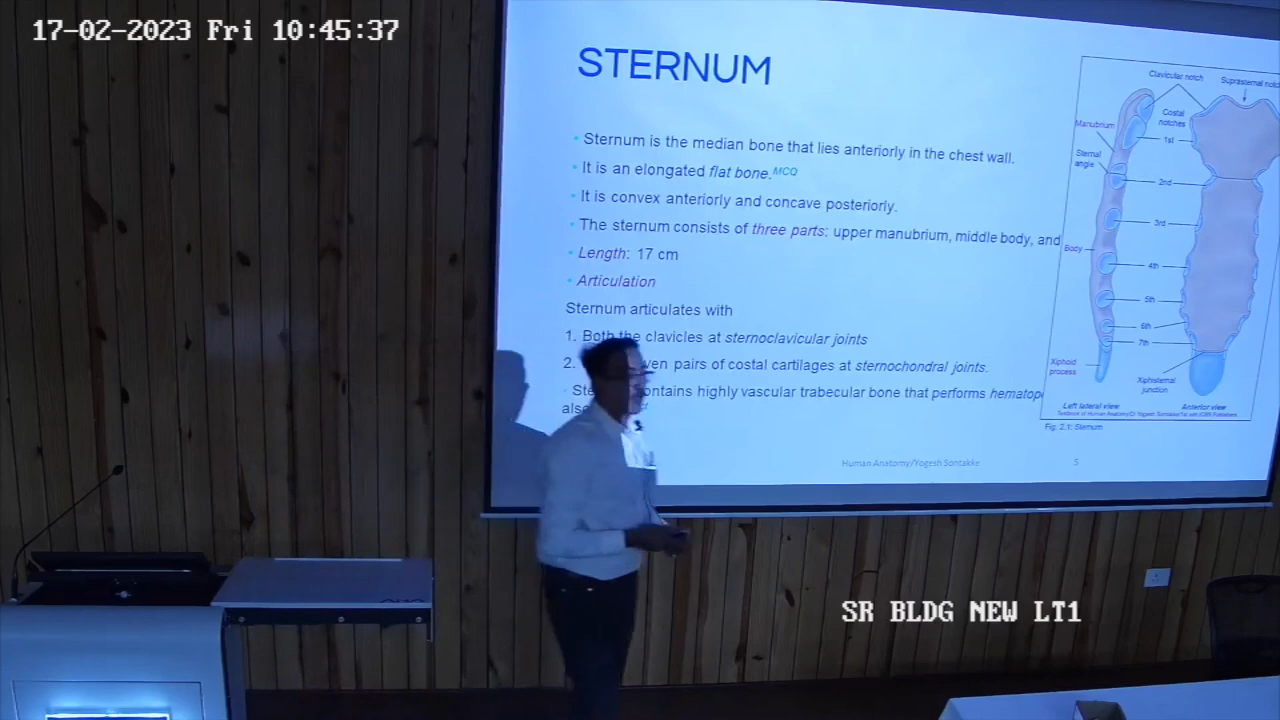 17-02-2023 Fri 10:45:37
STERNUM
Sternum is the median bone that lies anteriorly in the chest wall.
It is an elongated flat bone.MCQ
It is convex anteriorly and concave posteriorly.
The sternum consists of three parts: upper manubrium, middle body, and
Length: 17 cm
Articulation
Sternum articulates with
1. Both the clavicles at sternoclavicular joints
2. ven pairs of costal cartilages at sternochondral joints.
contains highly vascular trabecular bone that performs
Clavicular notch
Suprasternal
Costal
notches
Manubrium
1st
Sternal
angle
2nd
3rd
Body
4th
5th
6th
7th
Xiphoid
process
Xiphisternal
junction
Left lateral view
Anterior view
Fig. 2.1: Sternum
Human Anatomy/Yogesh Sontakke
5
SR BLDG NEW LT1